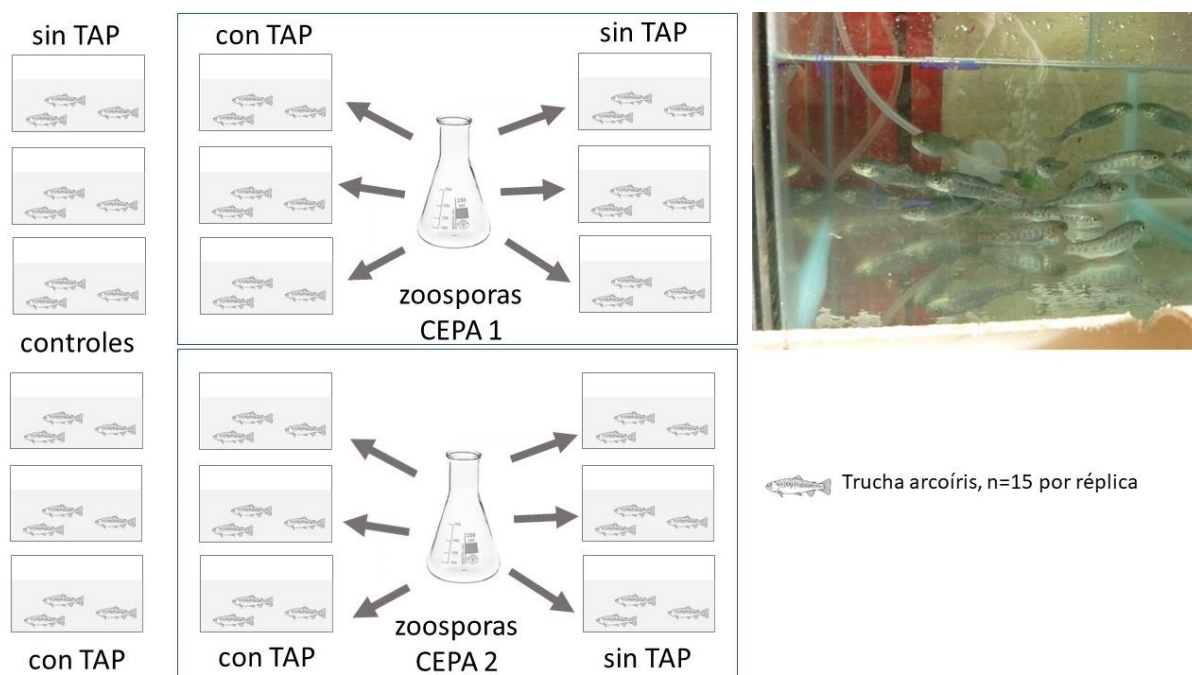 sin TAP
con TAP
sin TAP
zoosporas
CEPA 1
controles
Trucha arcoíris, n=15 por réplica
zoosporas
CEPA 2
con TAP
con TAP
sin TAP